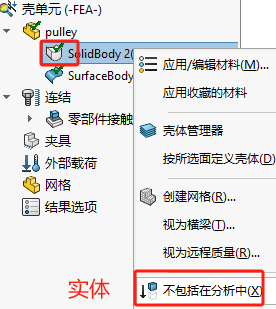 壳单元 (-FEA-)
pulley
SolidBody 2(
SurfaceBody
连结
零部件接触
夹具
外部载荷
网格
结果选项
实体
应用/编辑材料(M)...
应用收藏的材料
壳体管理器
按所选面定义壳体(D)
创建网格(R)...
视为横梁(T)...
视为远程质量(R)...
不包括在分析中(X)